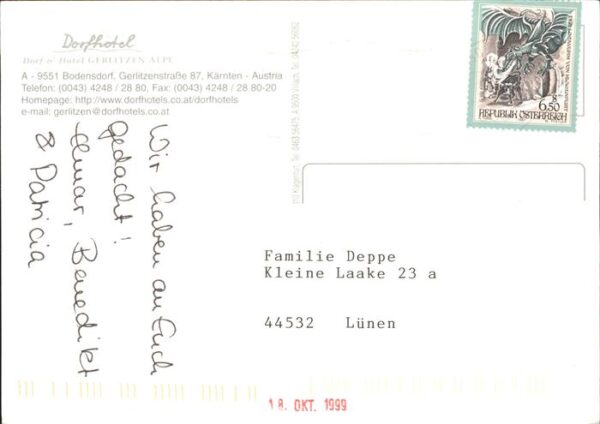 Dorfhotel
Dorf n' Hotel GERLITZEN ALPE
A - 9551 Bodensdorf, Gerlitzenstraße 87, Kärnten - Austria
Telefon: (0043) 4248 / 28 80, Fax: (0043) 4248 / 28 80-20
Homepage: http://www.dorfhotels.co.at/dorfhotels
e-mail: gerlitzen@dorfhotels.co.at
Wir haben an Euch
gedacht!
Elmar, Benedikt
& Patricia
6.50
REPUBLIK ÖSTERREICH
Familie Deppe
Kleine Laake 23 a
44532 Lünen
18. OKT. 1999